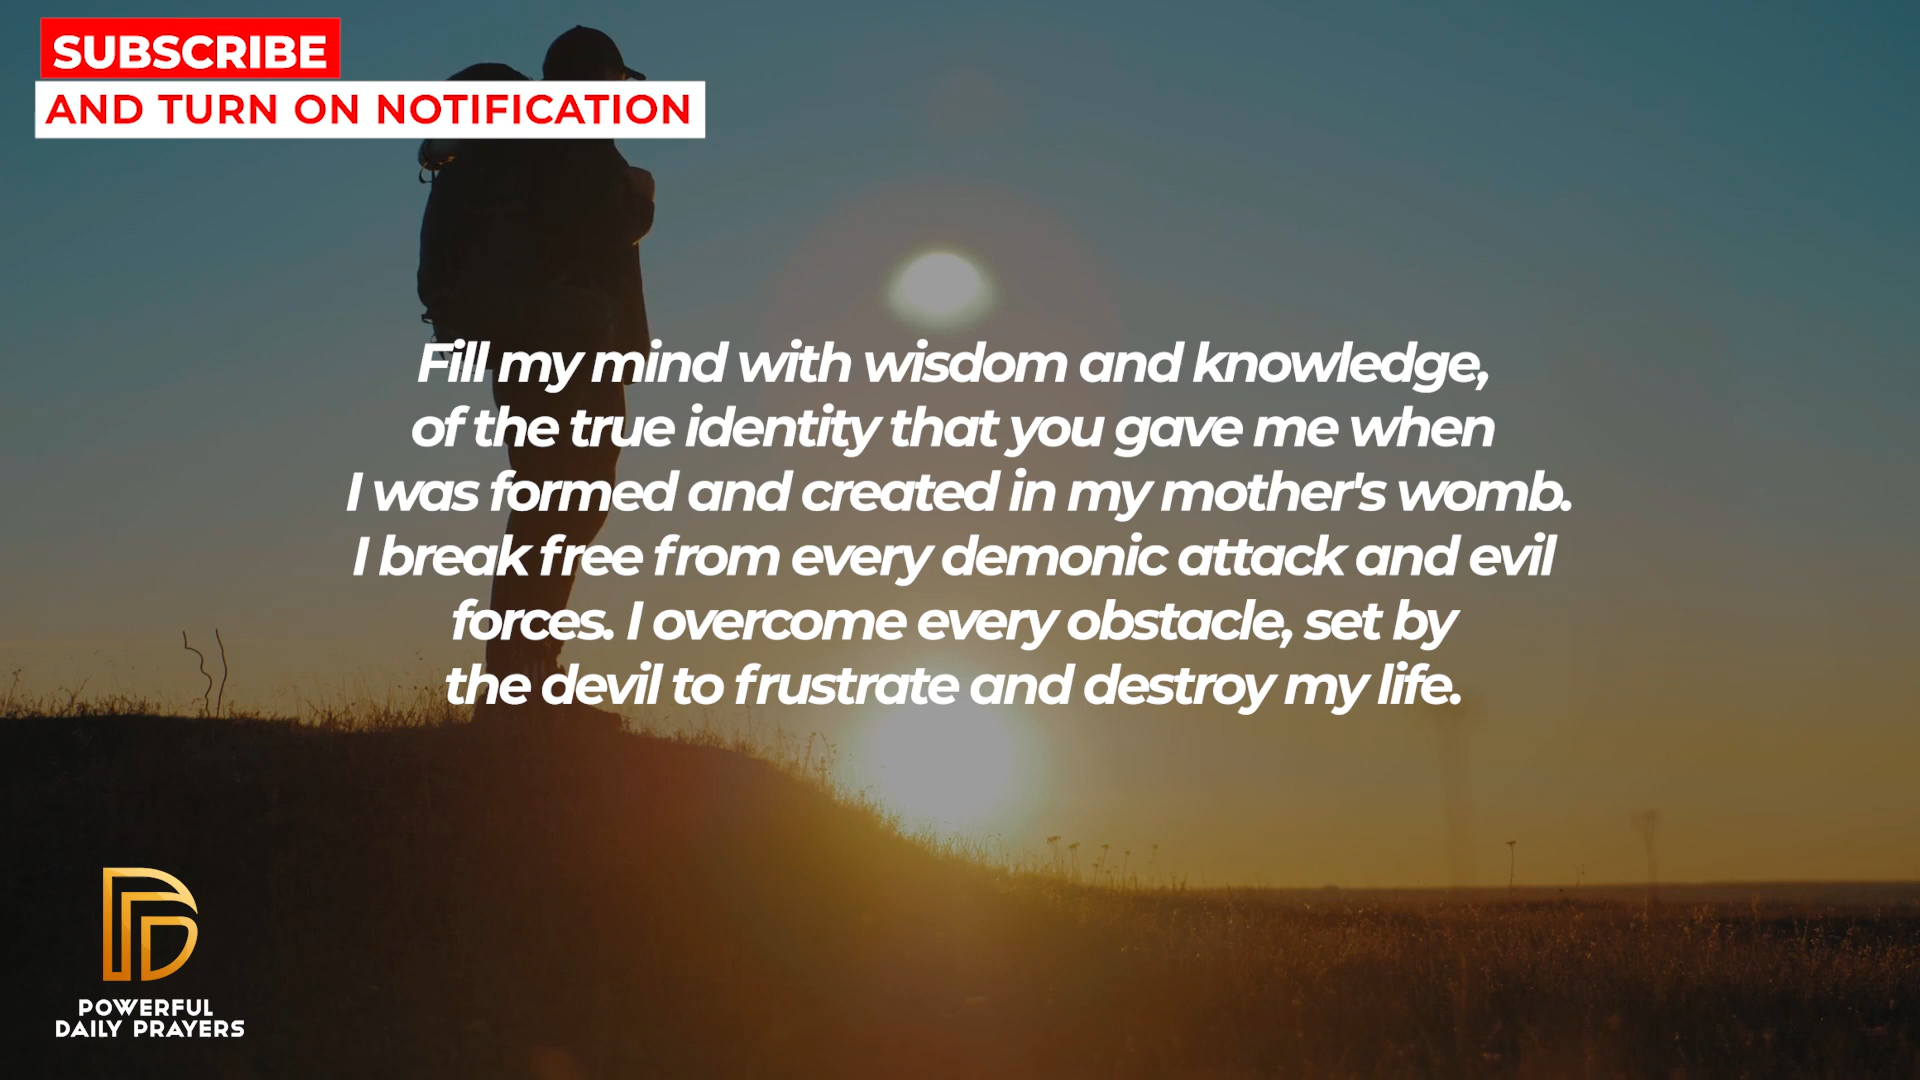 SUBSCRIBE
AND TURN ON NOTIFICATION
Fill my mind with wisdom and knowledge,
of the true identity that you gave me when
I was formed and created in my mother's womb.
I break free from every demonic attack and evil
forces. I overcome every obstacle, set by
the devil to frustrate and destroy my life.
POWERFUL
DAILY PRAYERS